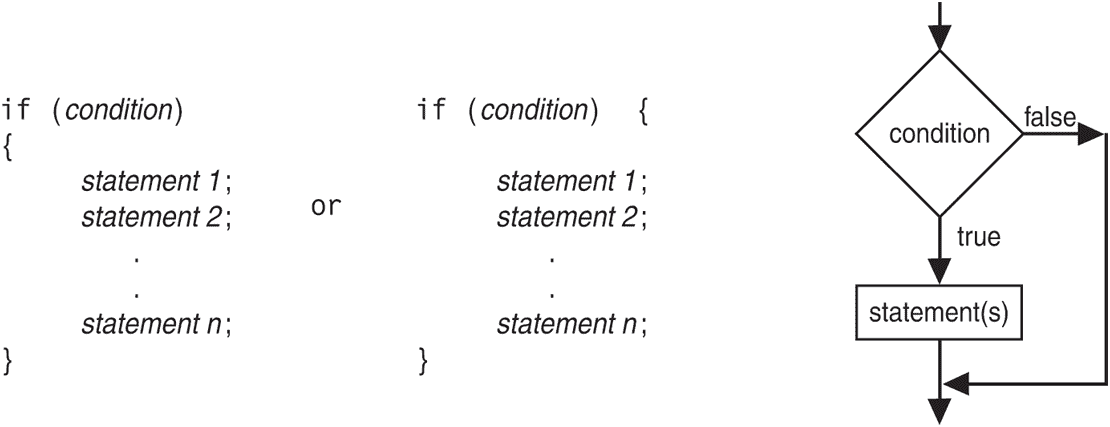 if (condition)
{
statement 1;
statement 2;
.
.
statement n;
}
or
if (condition) {
statement 1;
statement 2;
.
.
statement n;
}
condition
false
true
statement(s)